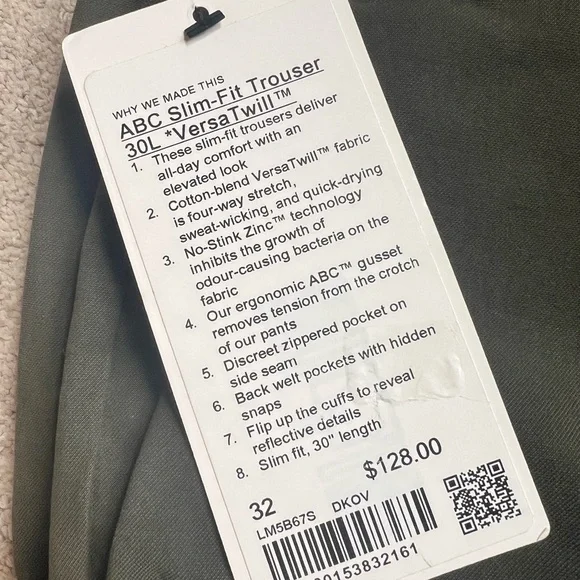 WHY WE MADE THIS
ABC Slim-Fit Trouser
30L *VersaTwill™
1. These slim-fit trousers deliver
all-day comfort with an
elevated look
2. Cotton-blend VersaTwill™ fabric
is four-way stretch,
sweat-wicking, and quick-drying
3. No-Stink Zinc™ technology
inhibits the growth of
odour-causing bacteria on the
fabric
4. Our ergonomic ABC™ gusset
removes tension from the crotch
of our pants
5. Discreet zippered pocket on
side seam
6. Back welt pockets with hidden
snaps
7. Flip up the cuffs to reveal
reflective details
8. Slim fit, 30" length
32 $128.00
LM5B67S DKOV